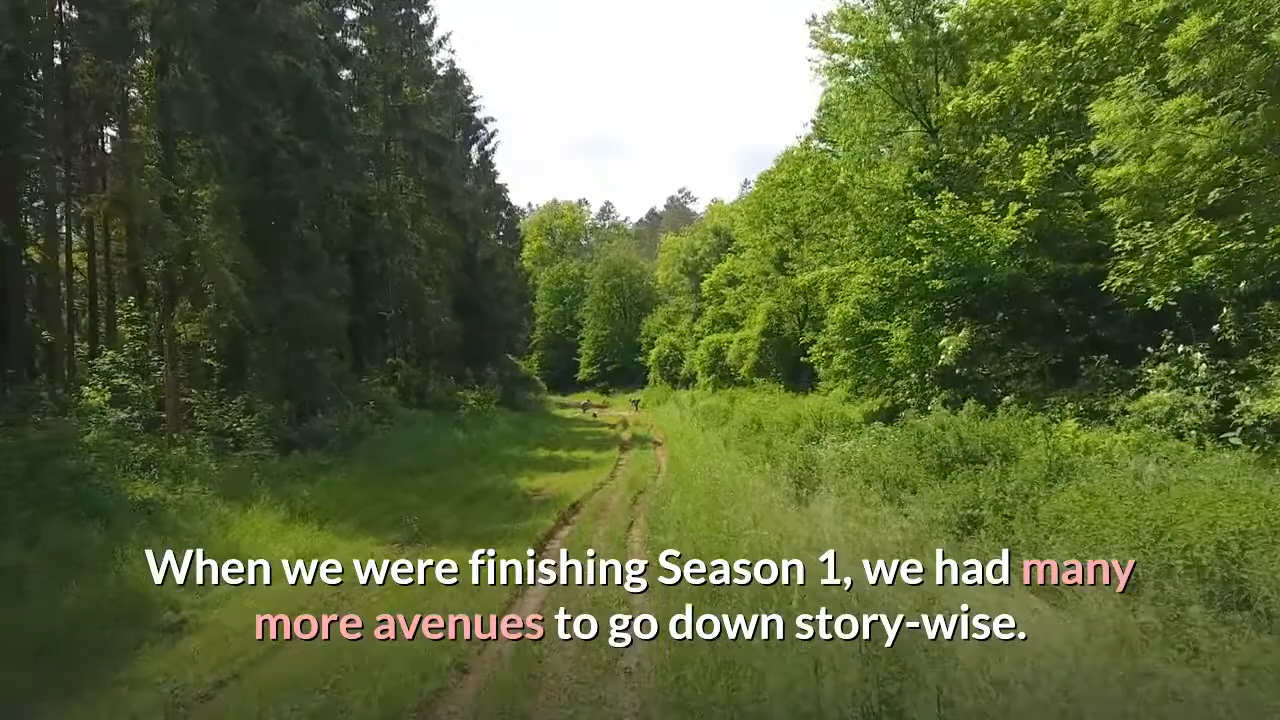 When we were finishing Season 1, we had many
more avenues to go down story-wise.